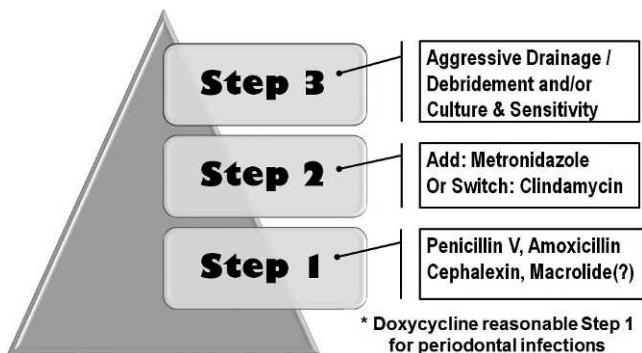 Step 3
Aggressive Drainage /
Debridement and/or
Culture & Sensitivity
Step 2
Add: Metronidazole
Or Switch: Clindamycin
Step 1
Penicillin V, Amoxicillin
Cephalexin, Macrolide(?)
* Doxycycline reasonable Step 1
for periodontal infections